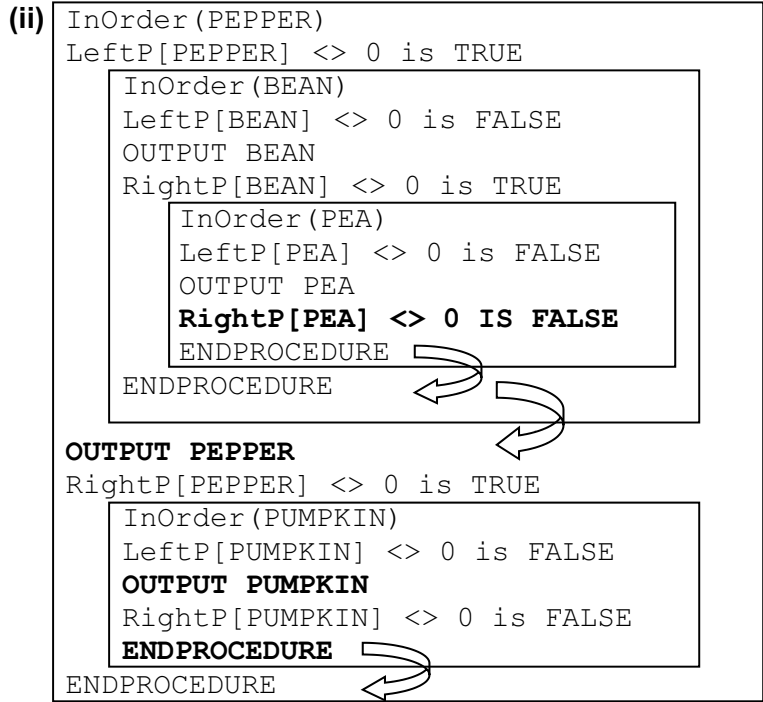 (ii) InOrder(PEPPER)
LeftP[PEPPER] <> 0 is TRUE
InOrder(BEAN)
LeftP[BEAN] <> 0 is FALSE
OUTPUT BEAN
RightP[BEAN] <> 0 is TRUE
InOrder(PEA)
LeftP[PEA] <> 0 is FALSE
OUTPUT PEA
RightP[PEA] <> 0 IS FALSE
ENDPROCEDURE
ENDPROCEDURE
OUTPUT PEPPER
RightP[PEPPER] <> 0 is TRUE
InOrder(PUMPKIN)
LeftP[PUMPKIN] <> 0 is FALSE
OUTPUT PUMPKIN
RightP[PUMPKIN] <> 0 is FALSE
ENDPROCEDURE
ENDPROCEDURE